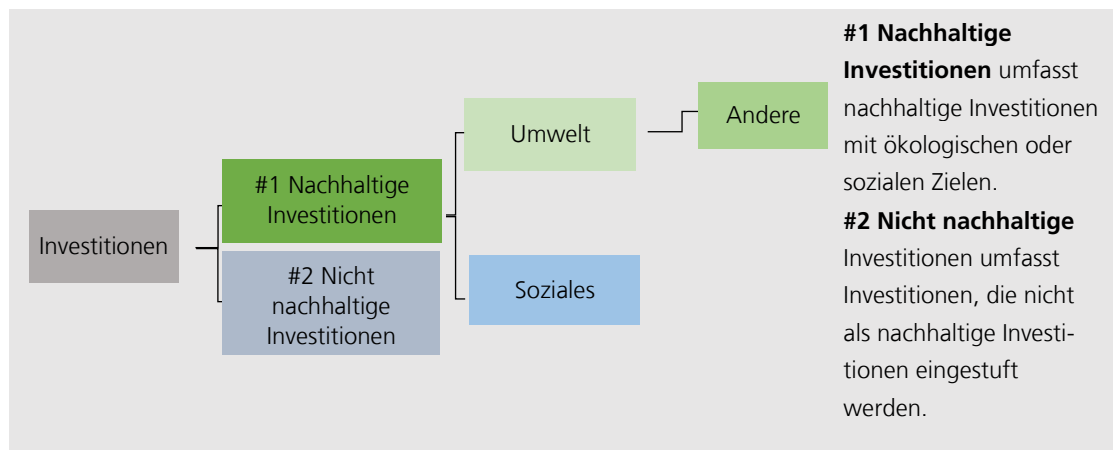 Investitionen
#1 Nachhaltige
Investitionen
#2 Nicht
nachhaltige
Investitionen
Umwelt
Soziales
Andere
#1 Nachhaltige
Investitionen umfasst
nachhaltige Investitionen
mit ökologischen oder
sozialen Zielen.
#2 Nicht nachhaltige
Investitionen umfasst
Investitionen, die nicht
als nachhaltige Investi-
tionen eingestuft
werden.